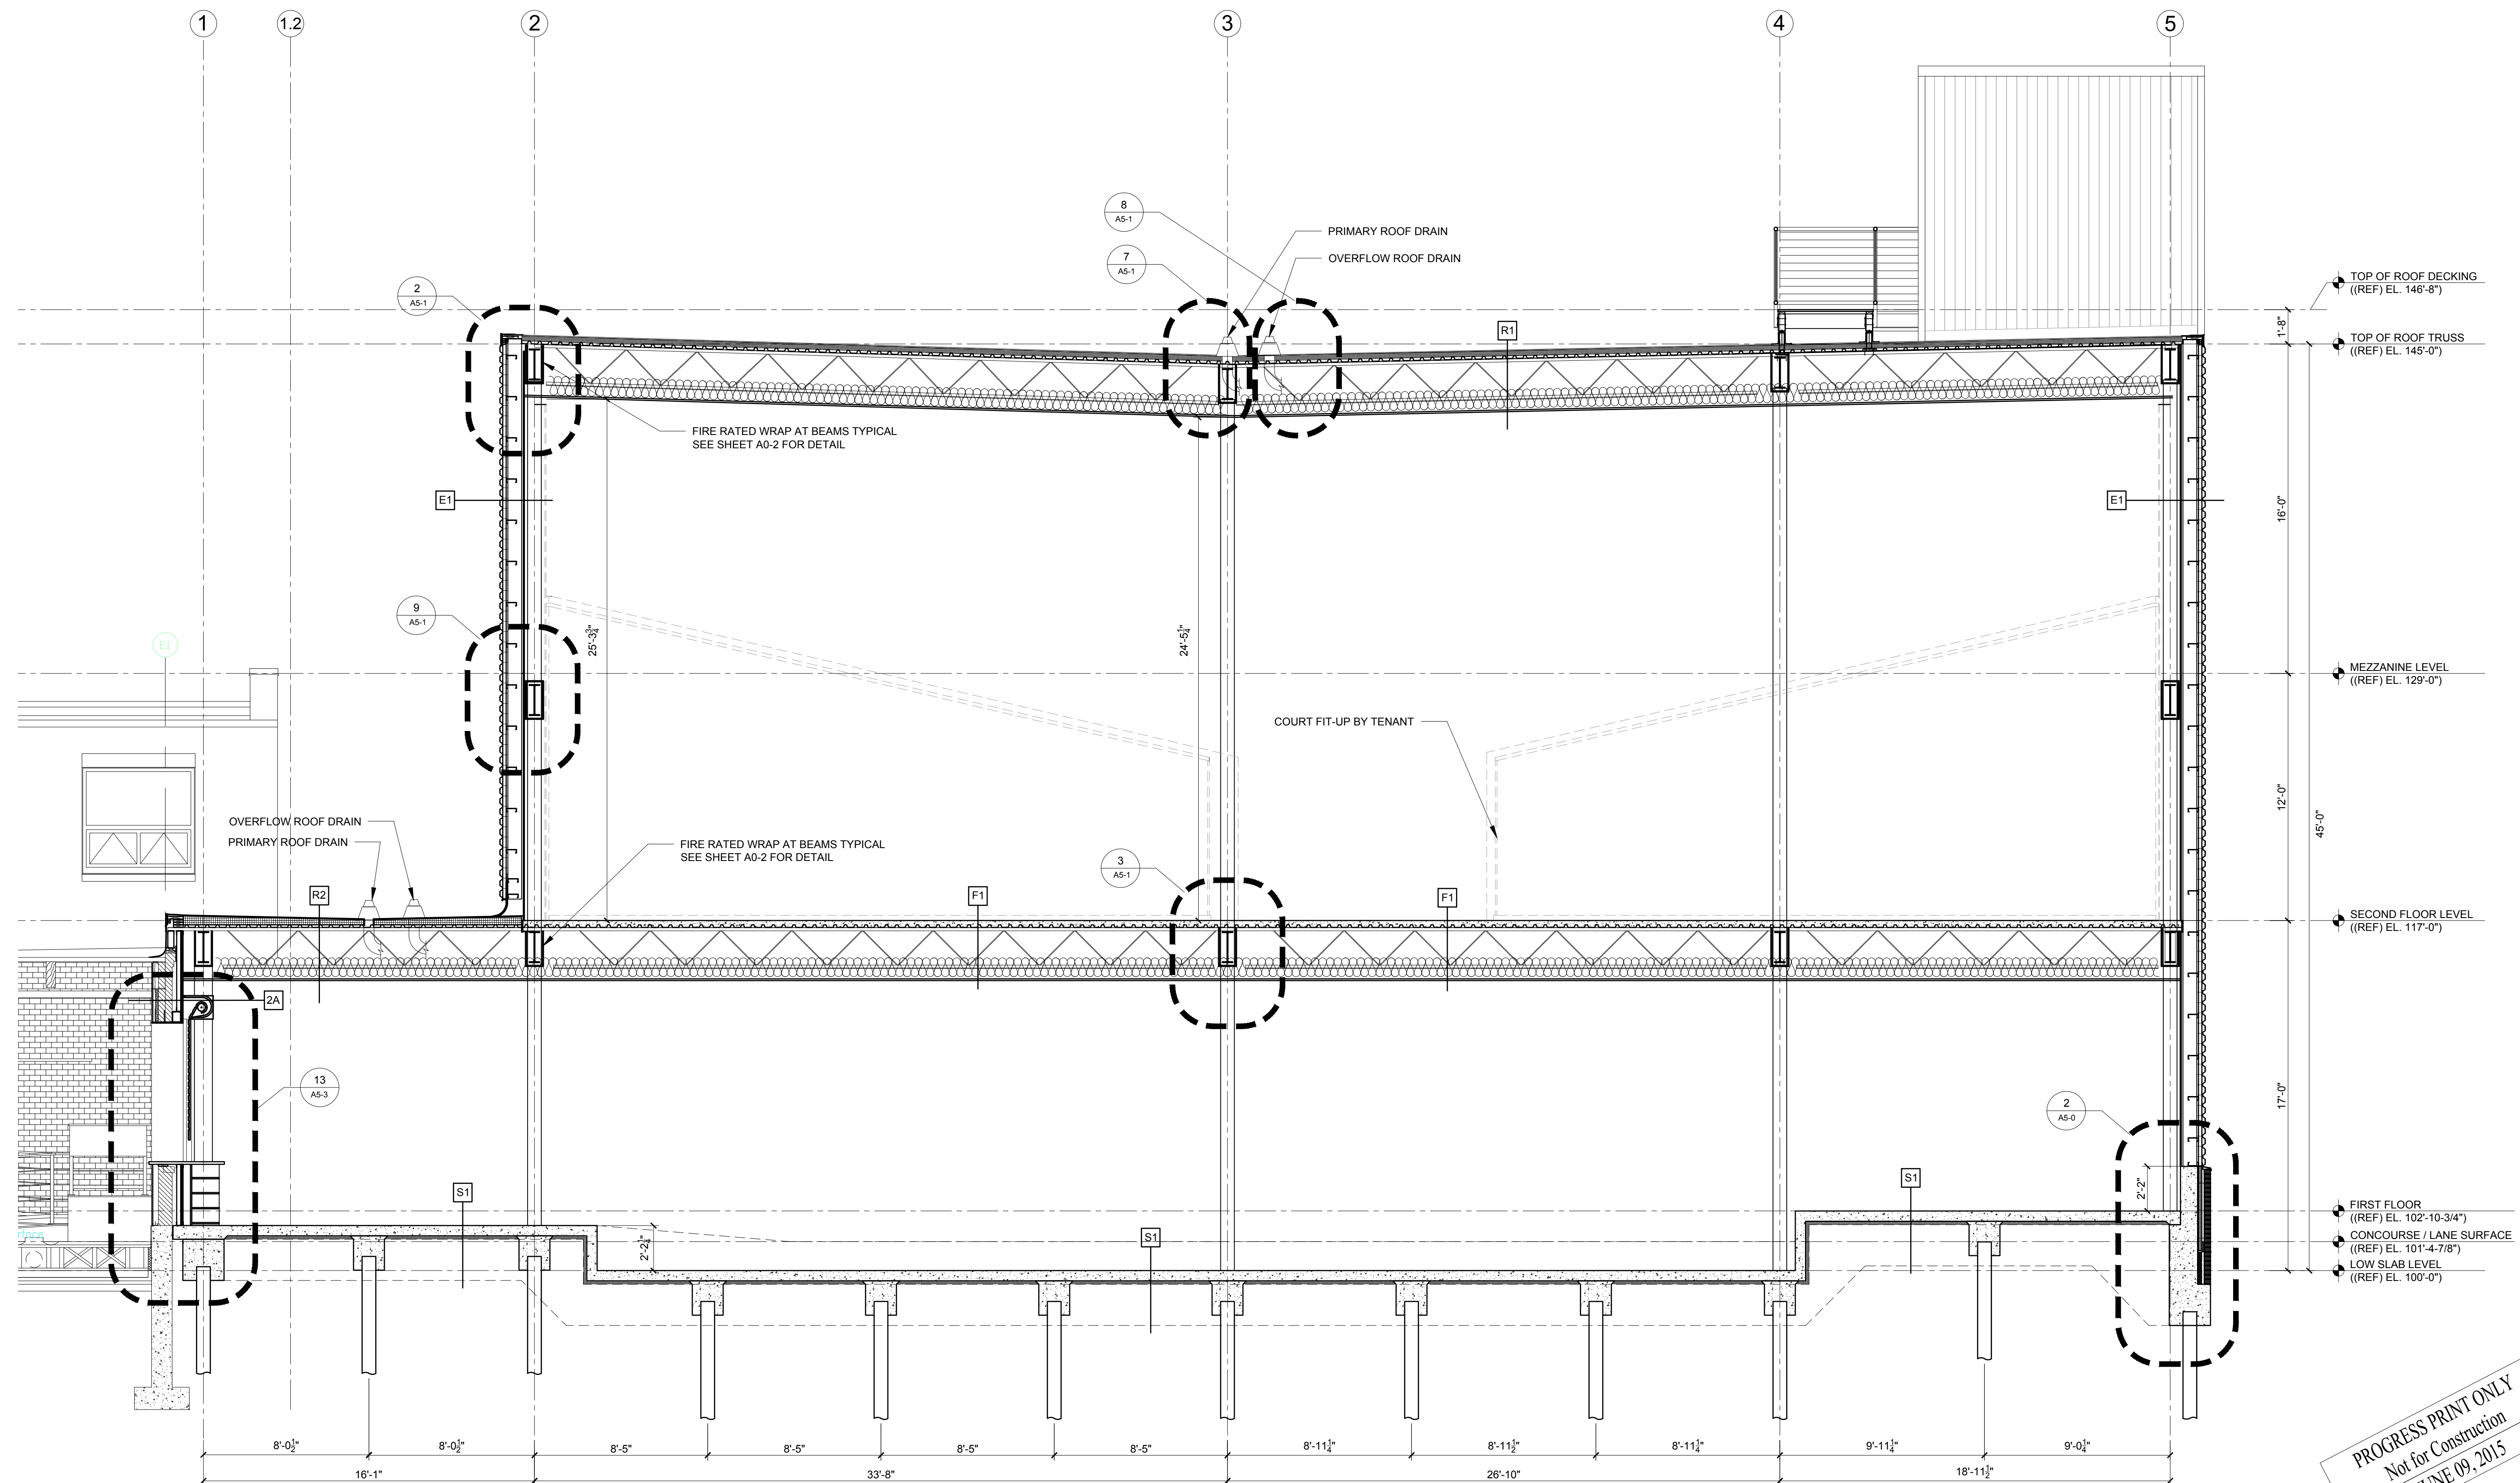 1
1.2
2
3
4
5
8
A5-1
PRIMARY ROOF DRAIN
7
A5-1
OVERFLOW ROOF DRAIN
2
A5-1
TOP OF ROOF DECKING
((REF) EL. 146'-8")
1'-8"
R1
TOP OF ROOF TRUSS
((REF) EL. 145'-0")
FIRE RATED WRAP AT BEAMS TYPICAL
SEE SHEET A0-2 FOR DETAIL
E1
E1
16'-0"
9
A5-1
25'-3¾"
24'-5¼"
E1
MEZZANINE LEVEL
((REF) EL. 129'-0")
COURT FIT-UP BY TENANT
12'-0"
45'-0"
OVERFLOW ROOF DRAIN
PRIMARY ROOF DRAIN
FIRE RATED WRAP AT BEAMS TYPICAL
SEE SHEET A0-2 FOR DETAIL
3
A5-1
R2
F1
F1
SECOND FLOOR LEVEL
((REF) EL. 117'-0")
2A
13
A5-3
17'-0"
2
A5-0
S1
S1
2'-2"
FIRST FLOOR
((REF) EL. 102'-10-3/4")
2'-2¼"
S1
CONCOURSE / LANE SURFACE
((REF) EL. 101'-4-7/8")
LOW SLAB LEVEL
((REF) EL. 100'-0")
8'-0½"
8'-0½"
8'-5"
8'-5"
8'-5"
8'-5"
8'-11¼"
8'-11½"
8'-11¼"
9'-11¼"
9'-0¼"
16'-1"
33'-8"
26'-10"
18'-11½"
PROGRESS PRINT ONLY
Not for Construction
JUNE 09, 2015